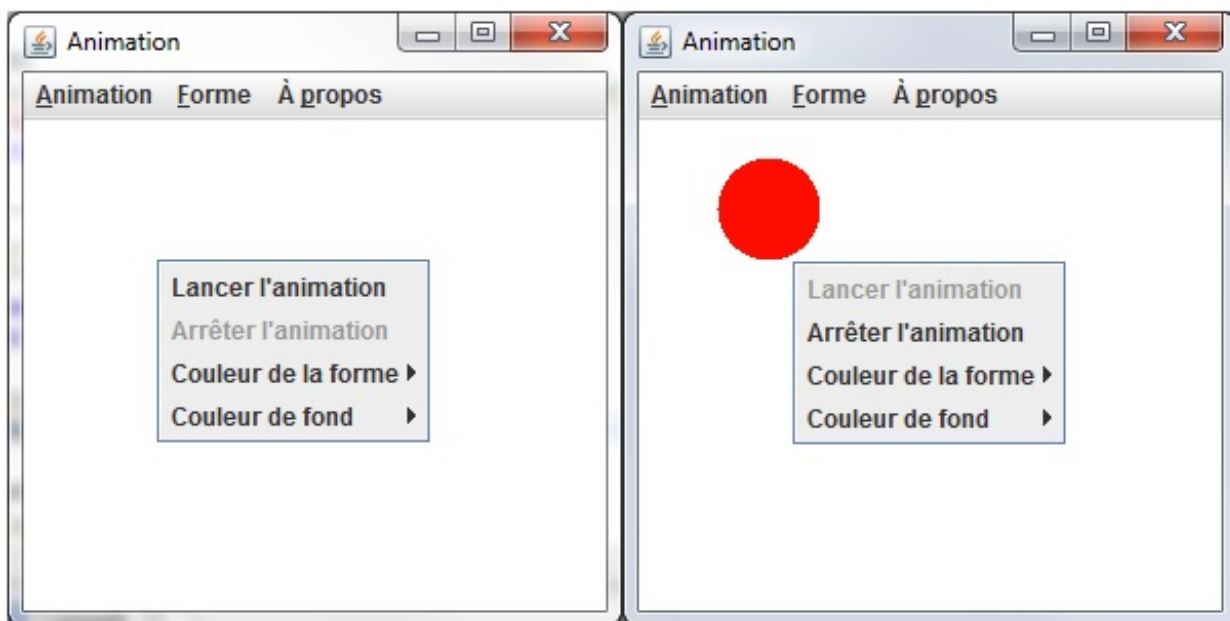 Animation
Animation Forme À propos
Lancer l'animation
Arrêter l'animation
Couleur de la forme
Couleur de fond
Animation
Animation Forme À propos
Lancer l'animation
Arrêter l'animation
Couleur de la forme
Couleur de fond